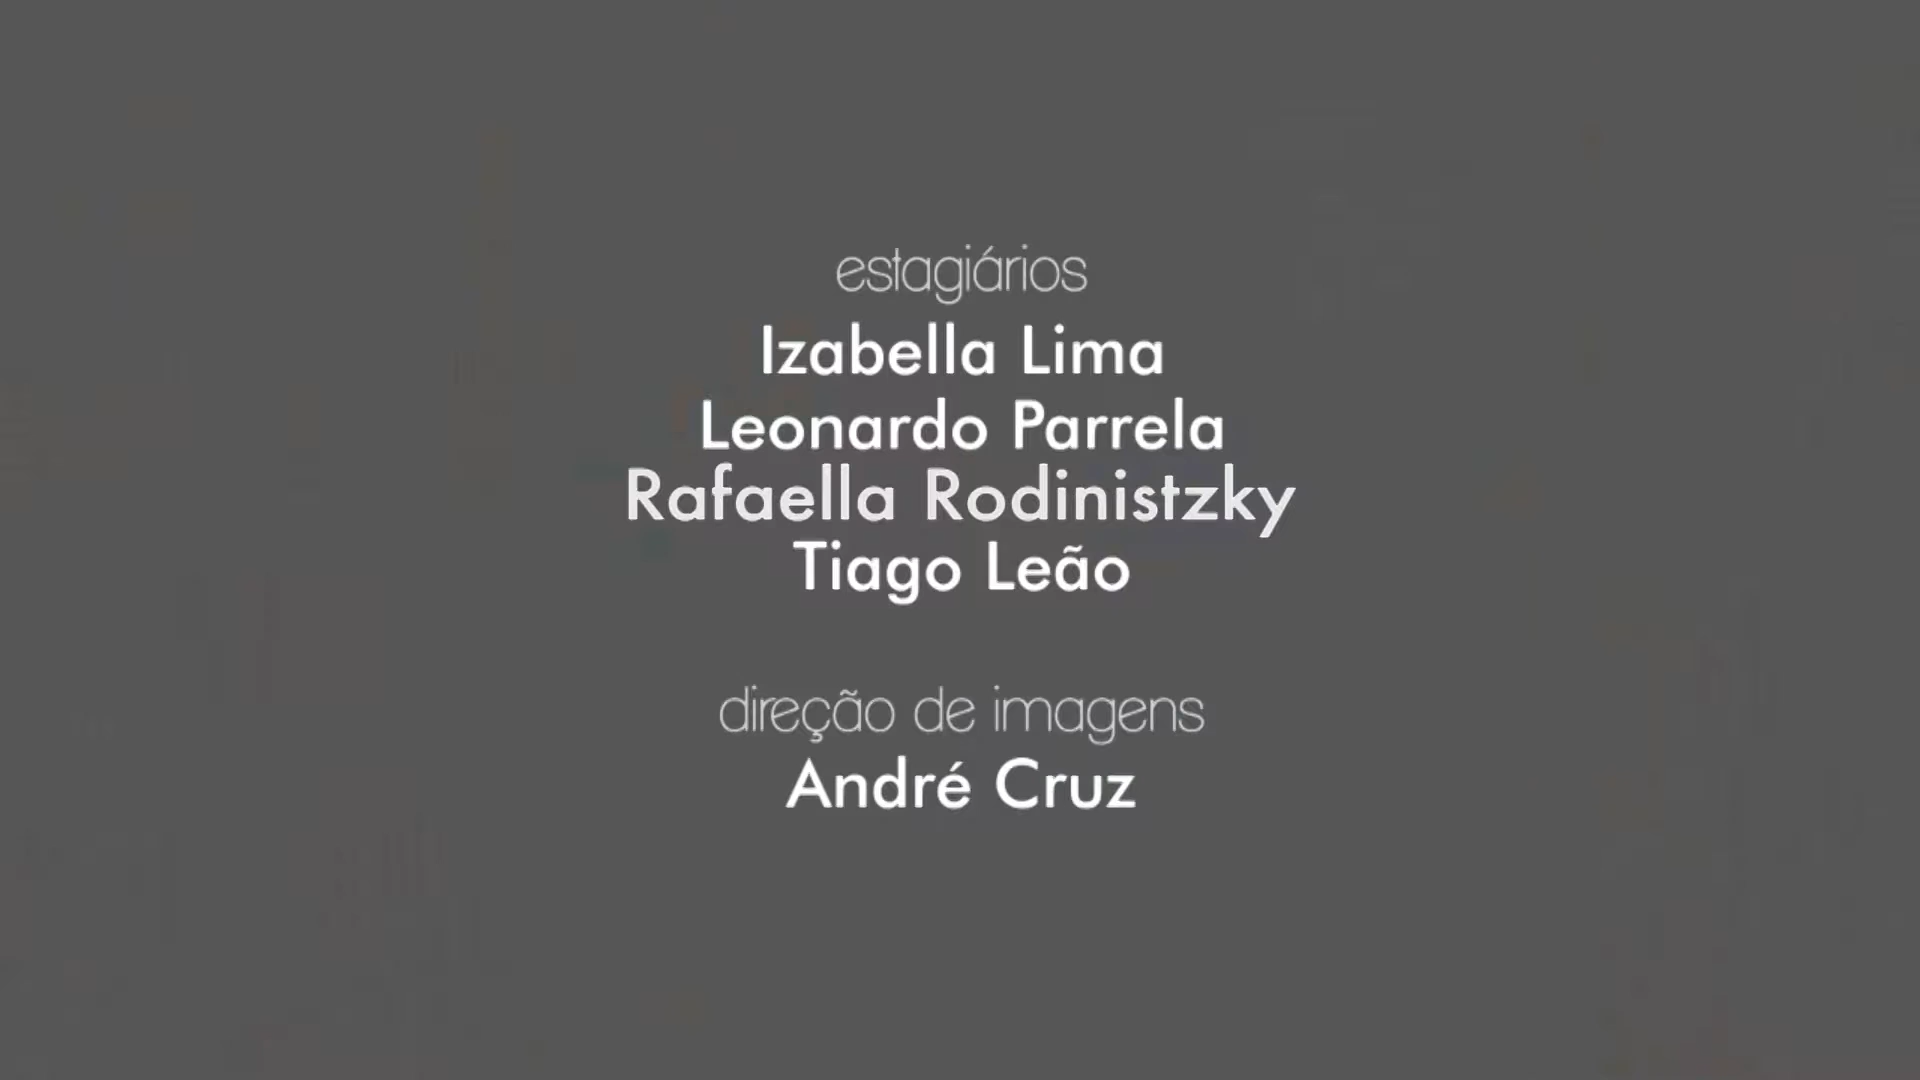 estagiários
Izabella Lima
Leonardo Parrela
Rafaella Rodinistzky
Tiago Leão
direção de imagens
André Cruz